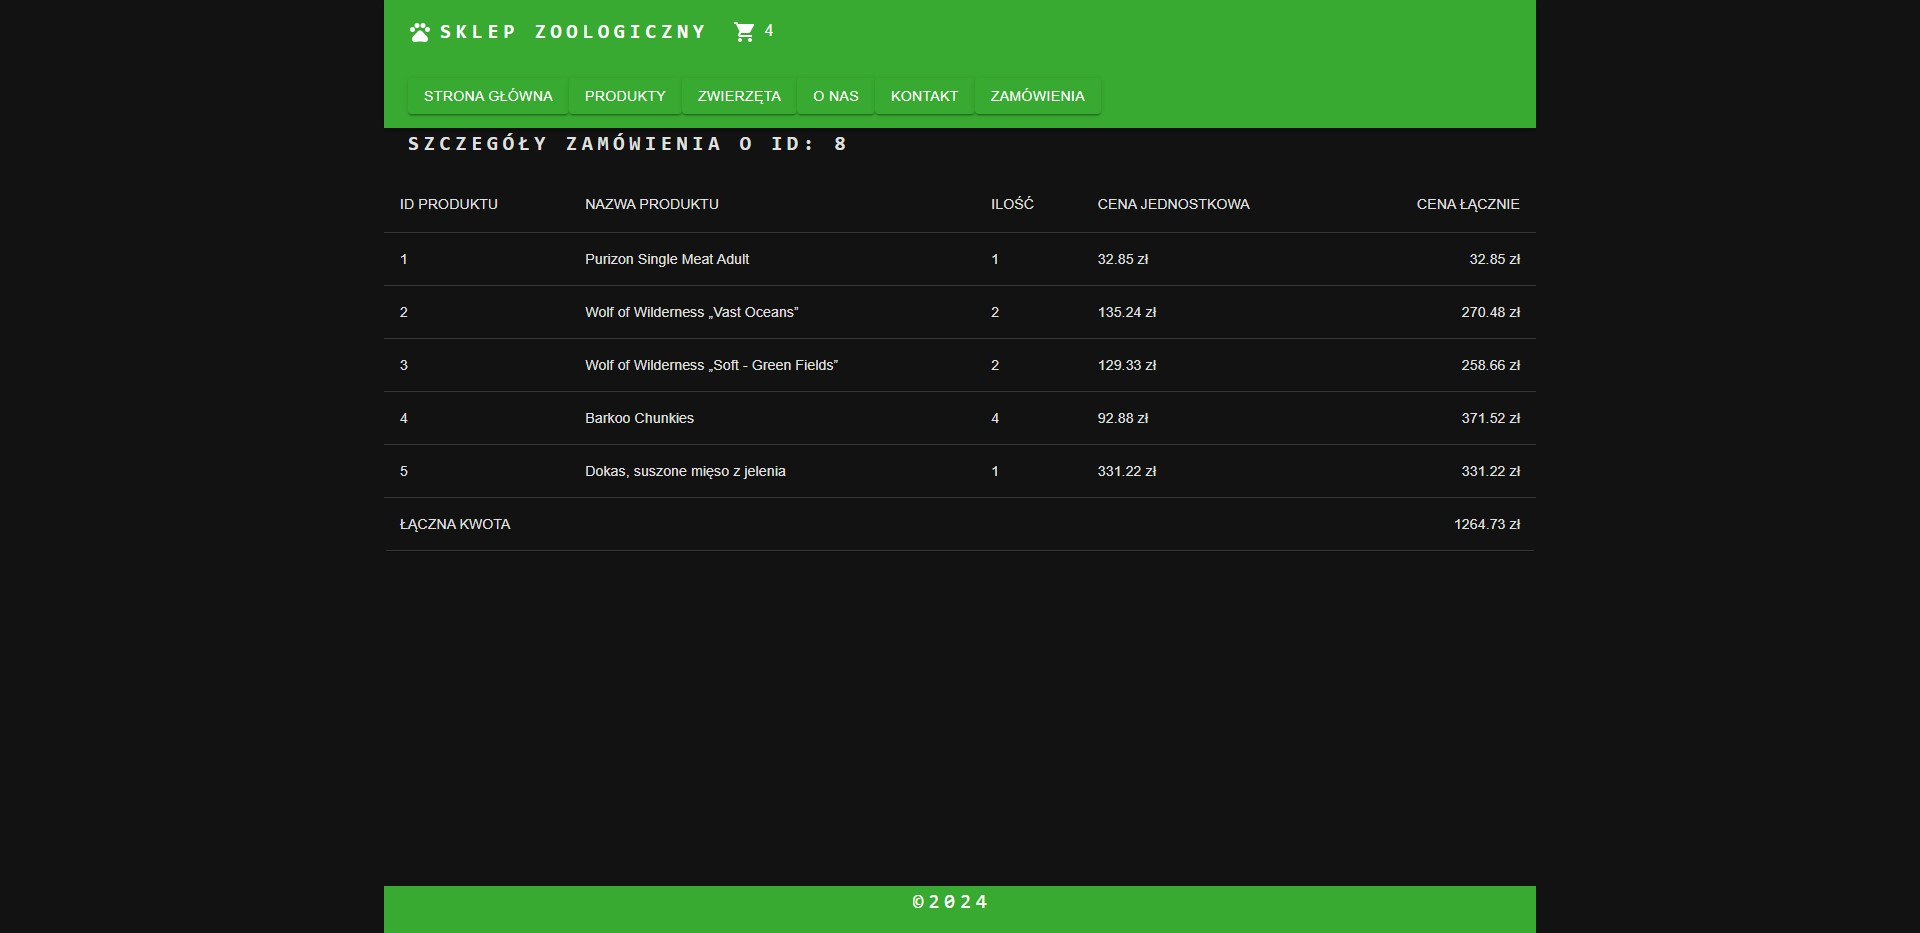 SKLEP ZOOLOGICZNY 4
STRONA GŁÓWNA PRODUKTY ZWIERZĘTA O NAS KONTAKT ZAMÓWIENIA
SZCZEGÓŁY ZAMÓWIENIA O ID: 8
ID PRODUKTU NAZWA PRODUKTU ILOŚĆ CENA JEDNOSTKOWA CENA ŁĄCZNIE
1 Purizon Single Meat Adult 1 32.85 zł 32.85 zł
2 Wolf of Wilderness „Vast Oceans” 2 135.24 zł 270.48 zł
3 Wolf of Wilderness „Soft - Green Fields” 2 129.33 zł 258.66 zł
4 Barkoo Chunkies 4 92.88 zł 371.52 zł
5 Dokas, suszone mięso z jelenia 1 331.22 zł 331.22 zł
ŁĄCZNA KWOTA 1264.73 zł
©2024